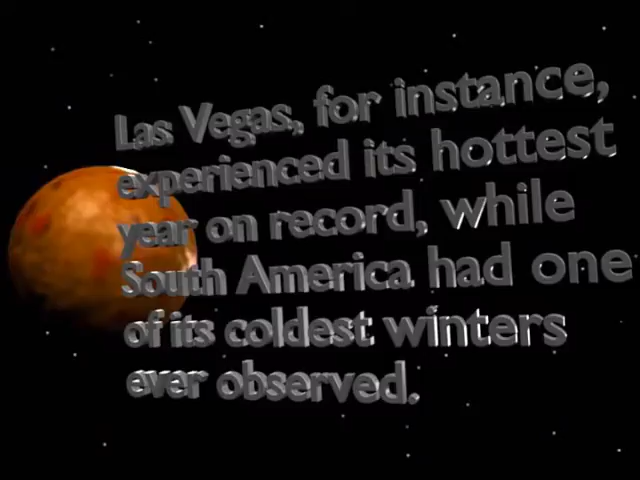 Las Vegas, for instance,
experienced its hottest
year on record, while
South America had one
of its coldest winters
ever observed.